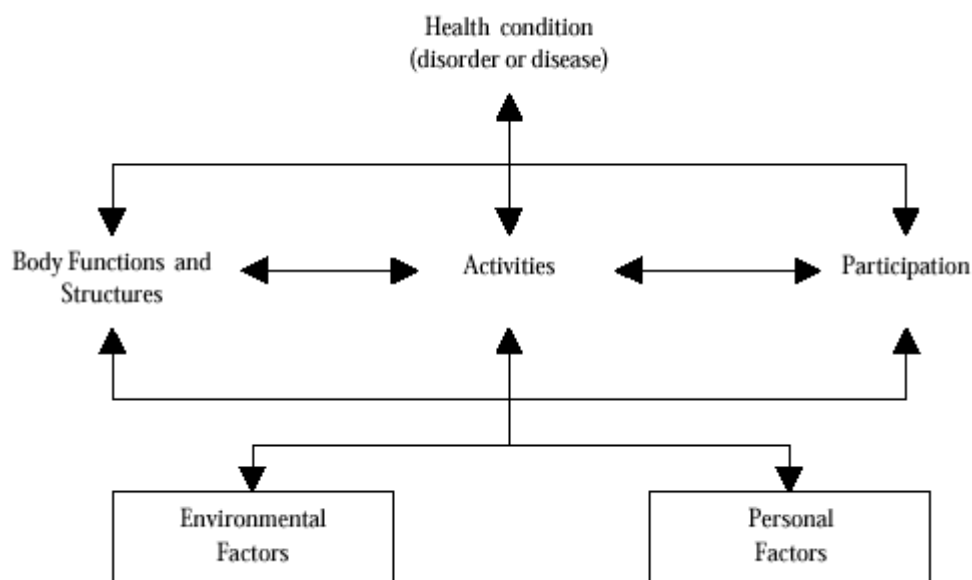 Health condition
(disorder or disease)
Body Functions and
Structures
Activities
Participation
Environmental
Factors
Personal
Factors